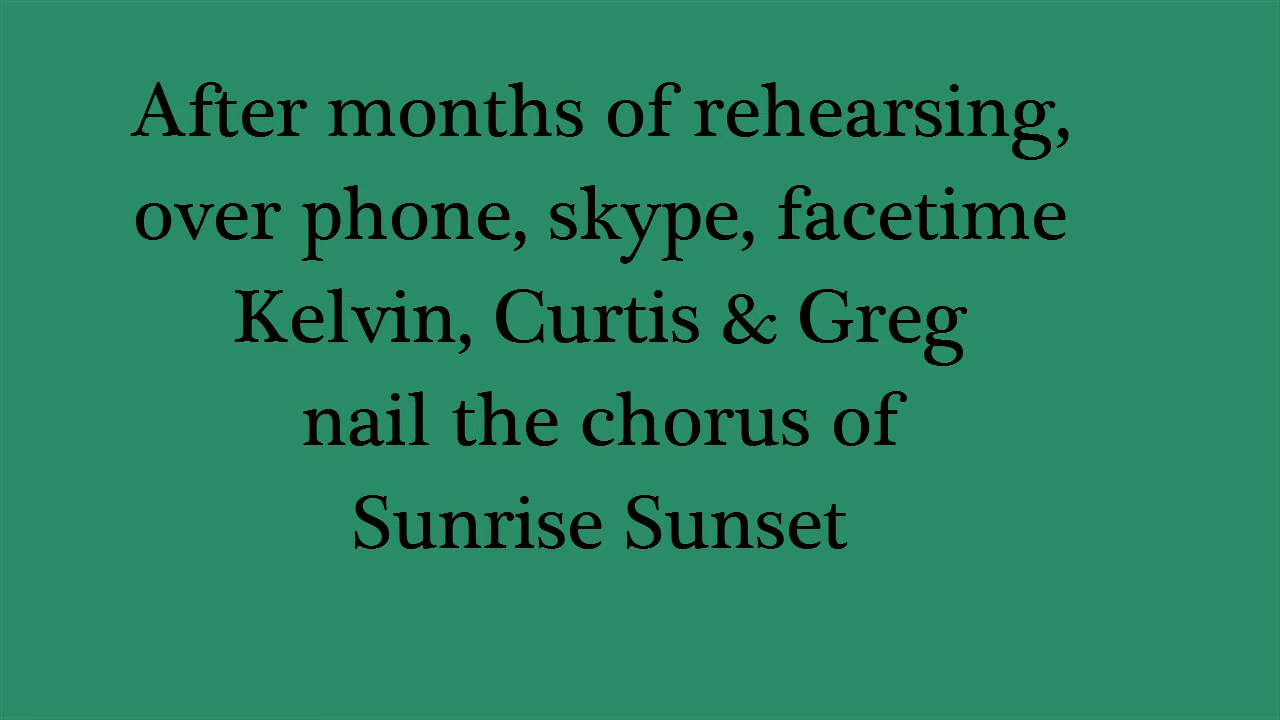 After months of rehearsing,
over phone, skype, facetime
Kelvin, Curtis & Greg
nail the chorus of
Sunrise Sunset